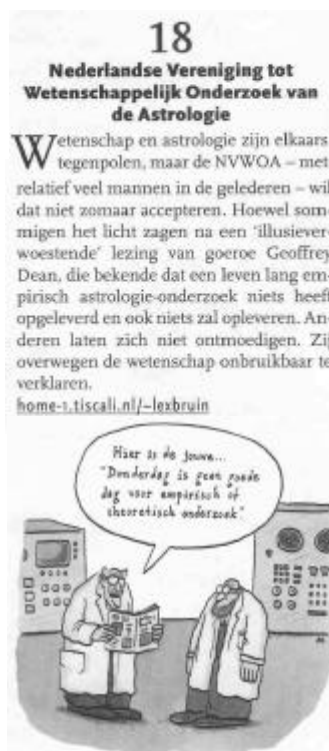 18
Nederlandse Vereniging tot
Wetenschappelijk Onderzoek van
de Astrologie
Wetenschap en astrologie zijn elkaars
tegenpolen, maar de NVWOA – met
relatief veel mannen in de gelederen – wil
dat niet zomaar accepteren. Hoewel som-
migen het licht zagen na een ‘illusiever-
woestende’ lezing van goeroe Geoffrey
Dean, die bekende dat een leven lang em-
pirisch astrologie-onderzoek niets heeft
opgeleverd en ook niets zal opleveren. An-
deren laten zich niet ontmoedigen. Zij
overwegen de wetenschap onbruikbaar te
verklaren.
home-1.tiscali.nl/~lexbruin
Hier is de jouwe...
"Donderdag is geen goede
dag voor empirisch of
theoretisch onderzoek"